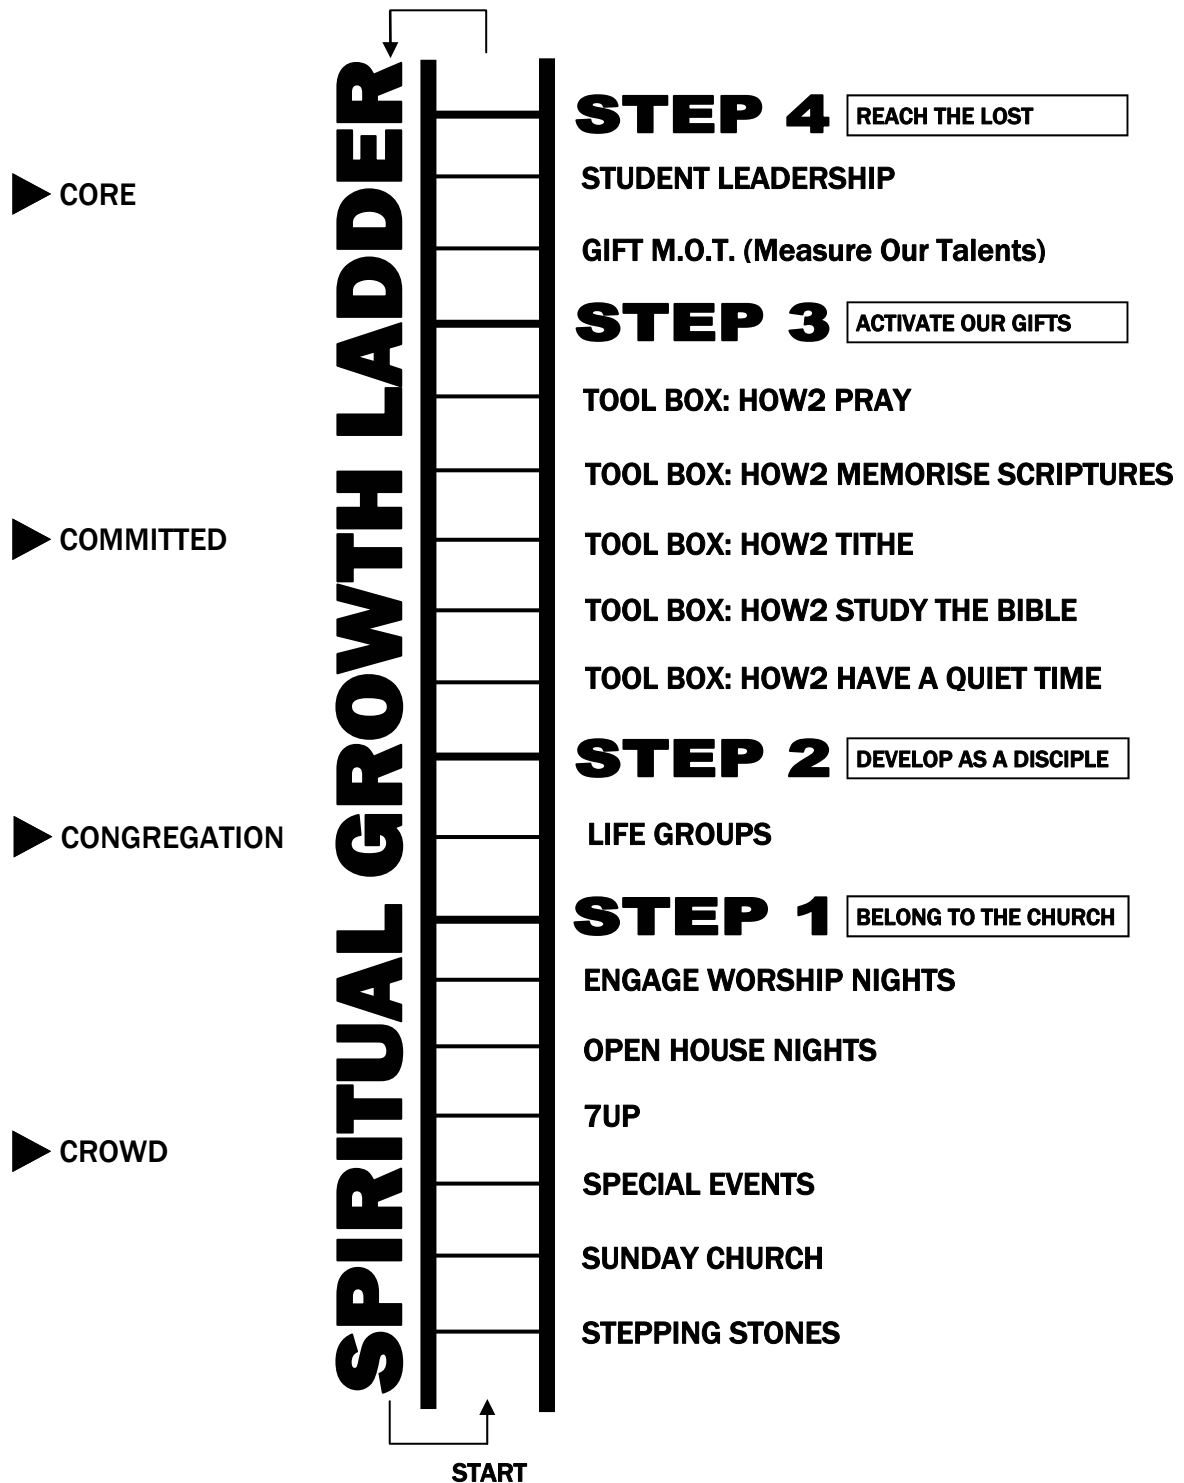 STEP 4 REACH THE LOST
CORE
STUDENT LEADERSHIP
GIFT M.O.T. (Measure Our Talents)
STEP 3 ACTIVATE OUR GIFTS
TOOL BOX: HOW2 PRAY
TOOL BOX: HOW2 MEMORISE SCRIPTURES
COMMITTED
TOOL BOX: HOW2 TITHE
TOOL BOX: HOW2 STUDY THE BIBLE
TOOL BOX: HOW2 HAVE A QUIET TIME
STEP 2 DEVELOP AS A DISCIPLE
CONGREGATION
LIFE GROUPS
STEP 1 BELONG TO THE CHURCH
ENGAGE WORSHIP NIGHTS
OPEN HOUSE NIGHTS
7UP
CROWD
SPECIAL EVENTS
SUNDAY CHURCH
STEPPING STONES
SPIRITUAL GROWTH LADDER
START